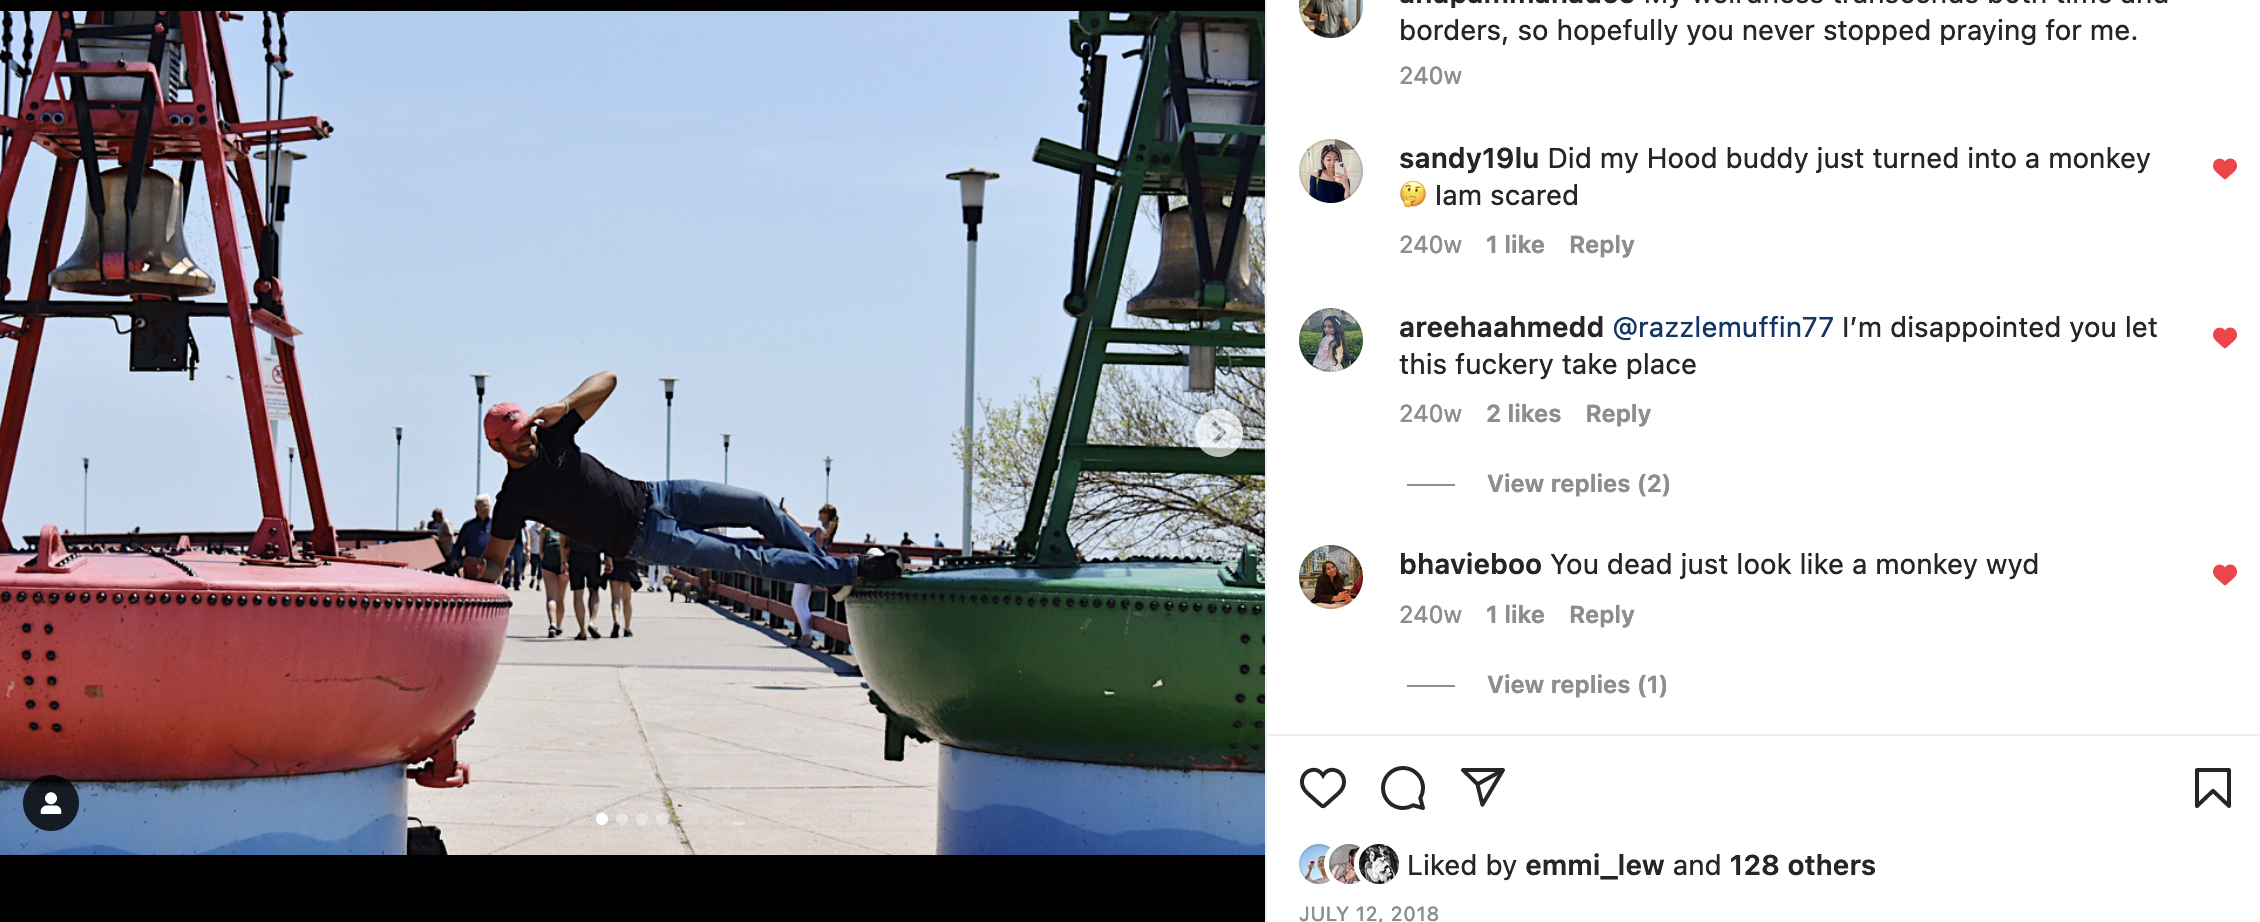 borders, so hopefully you never stopped praying for me.
240w
sandy19lu Did my Hood buddy just turned into a monkey
🤔 Iam scared
240w 1 like Reply
areehaahmedd @razzlemuffin77 I’m disappointed you let
this fuckery take place
240w 2 likes Reply
View replies (2)
bhavieboo You dead just look like a monkey wyd
240w 1 like Reply
View replies (1)
Liked by emmi_lew and 128 others
JULY 12, 2018